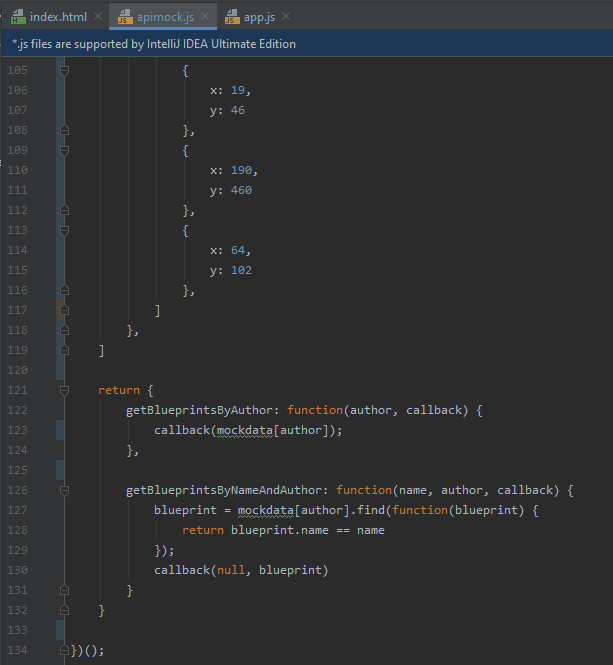 index.html apimock.js app.js
*.js files are supported by IntelliJ IDEA Ultimate Edition
105 {
106 x: 19,
107 y: 46
108 },
109 {
110 x: 190,
111 y: 460
112 },
113 {
114 x: 64,
115 y: 102
116 },
117 ]
118 },
119 ]
120
121 return {
122 getBlueprintsByAuthor: function(author, callback) {
123 callback(mockdata[author]);
124 },
125
126 getBlueprintsByNameAndAuthor: function(name, author, callback) {
127 blueprint = mockdata[author].find(function(blueprint) {
128 return blueprint.name == name
129 });
130 callback(null, blueprint)
131 }
132 }
133
134 })();